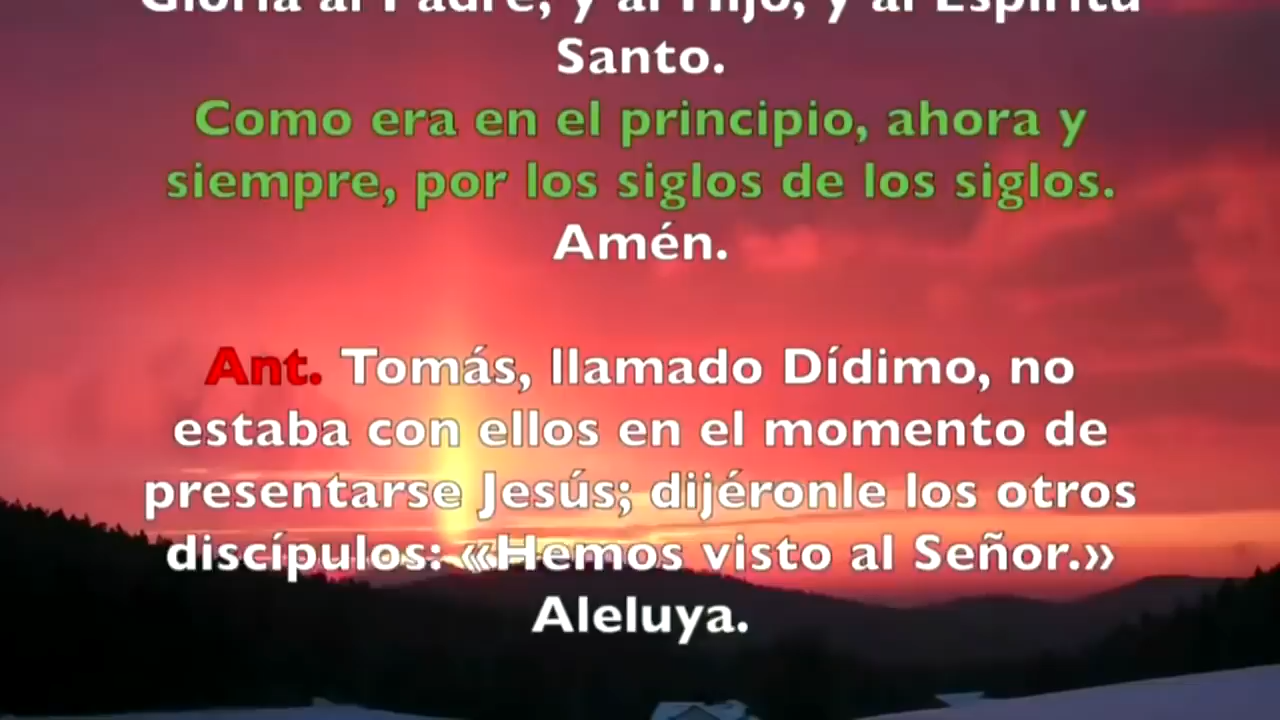 Gloria al Padre, y al Hijo, y al Espíritu
Santo.
Como era en el principio, ahora y
siempre, por los siglos de los siglos.
Amén.
Ant. Tomás, llamado Dídimo, no
estaba con ellos en el momento de
presentarse Jesús; dijéronle los otros
discípulos: «Hemos visto al Señor.»
Aleluya.